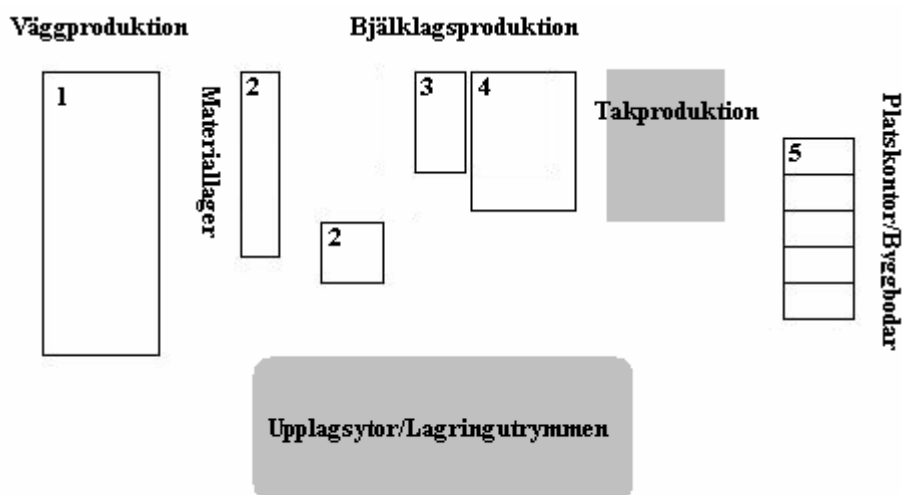 Väggproduktion
Bjälklagsproduktion
1
Materiallager
2
2
3
4
Takproduktion
5
Platskontor/Byggbodar
Upplagsytor/Lagringutrymmen